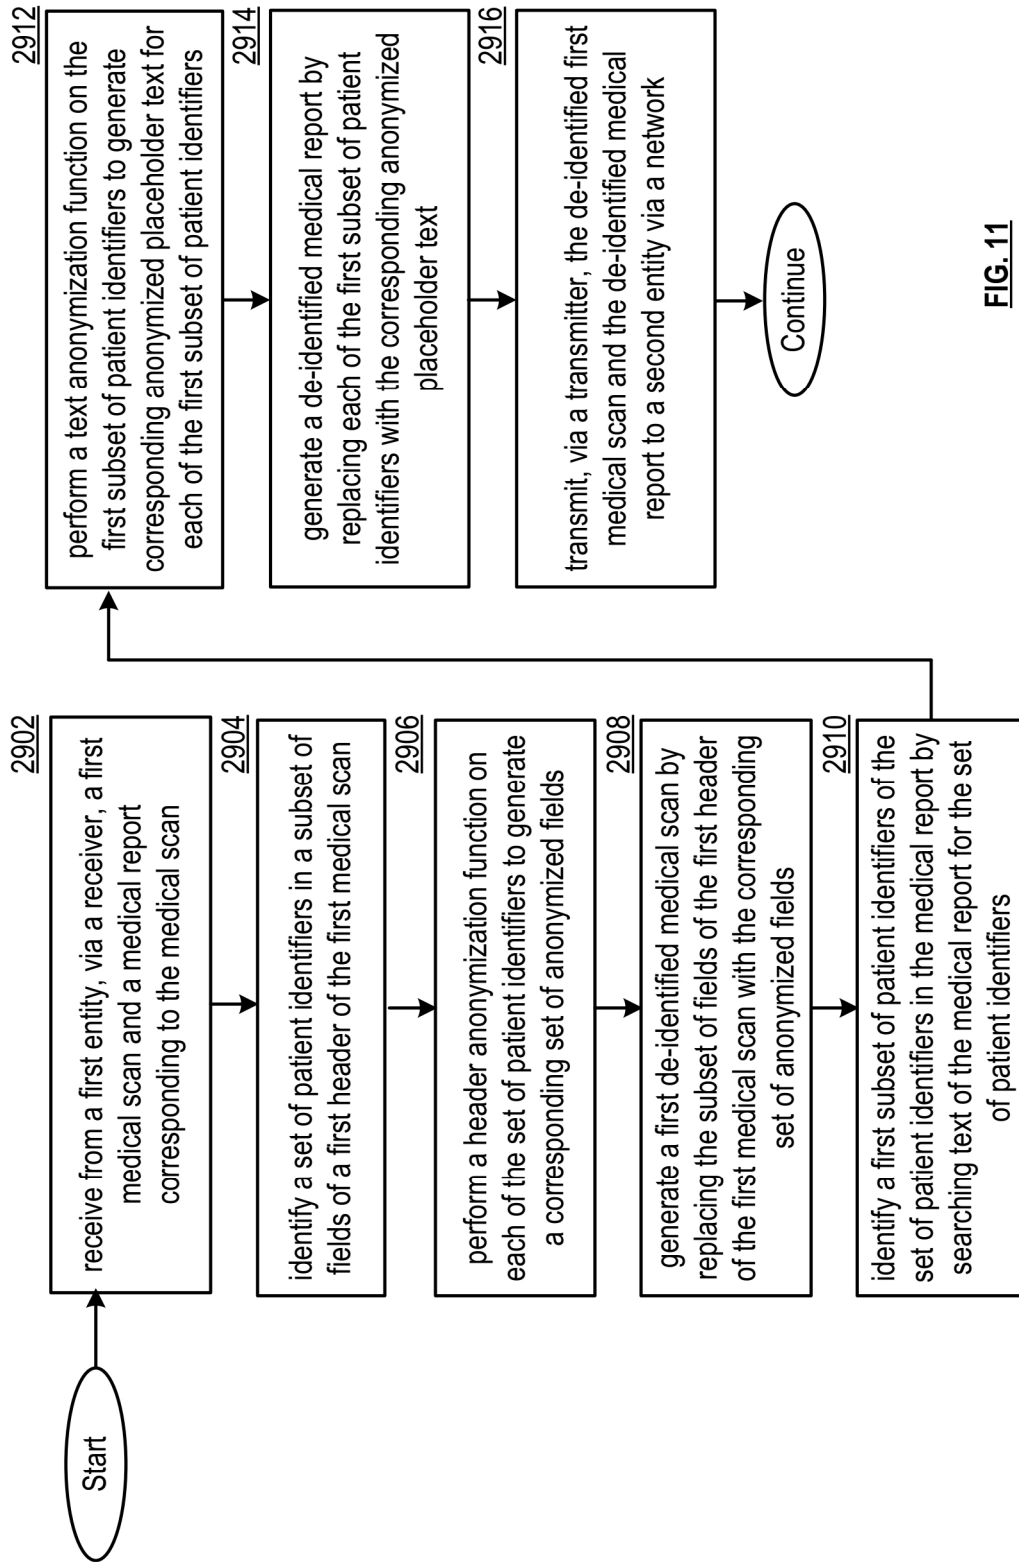 Start
2902
receive from a first entity, via a receiver, a first
medical scan and a medical report
corresponding to the medical scan
2904
identify a set of patient identifiers in a subset of
fields of a first header of the first medical scan
2906
perform a header anonymization function on
each of the set of patient identifiers to generate
a corresponding set of anonymized fields
2908
generate a first de-identified medical scan by
replacing the subset of fields of the first header
of the first medical scan with the corresponding
set of anonymized fields
2910
identify a first subset of patient identifiers of the
set of patient identifiers in the medical report by
searching text of the medical report for the set
of patient identifiers
2912
perform a text anonymization function on the
first subset of patient identifiers to generate
corresponding anonymized placeholder text for
each of the first subset of patient identifiers
2914
generate a de-identified medical report by
replacing each of the first subset of patient
identifiers with the corresponding anonymized
placeholder text
2916
transmit, via a transmitter, the de-identified first
medical scan and the de-identified medical
report to a second entity via a network
Continue
FIG. 11